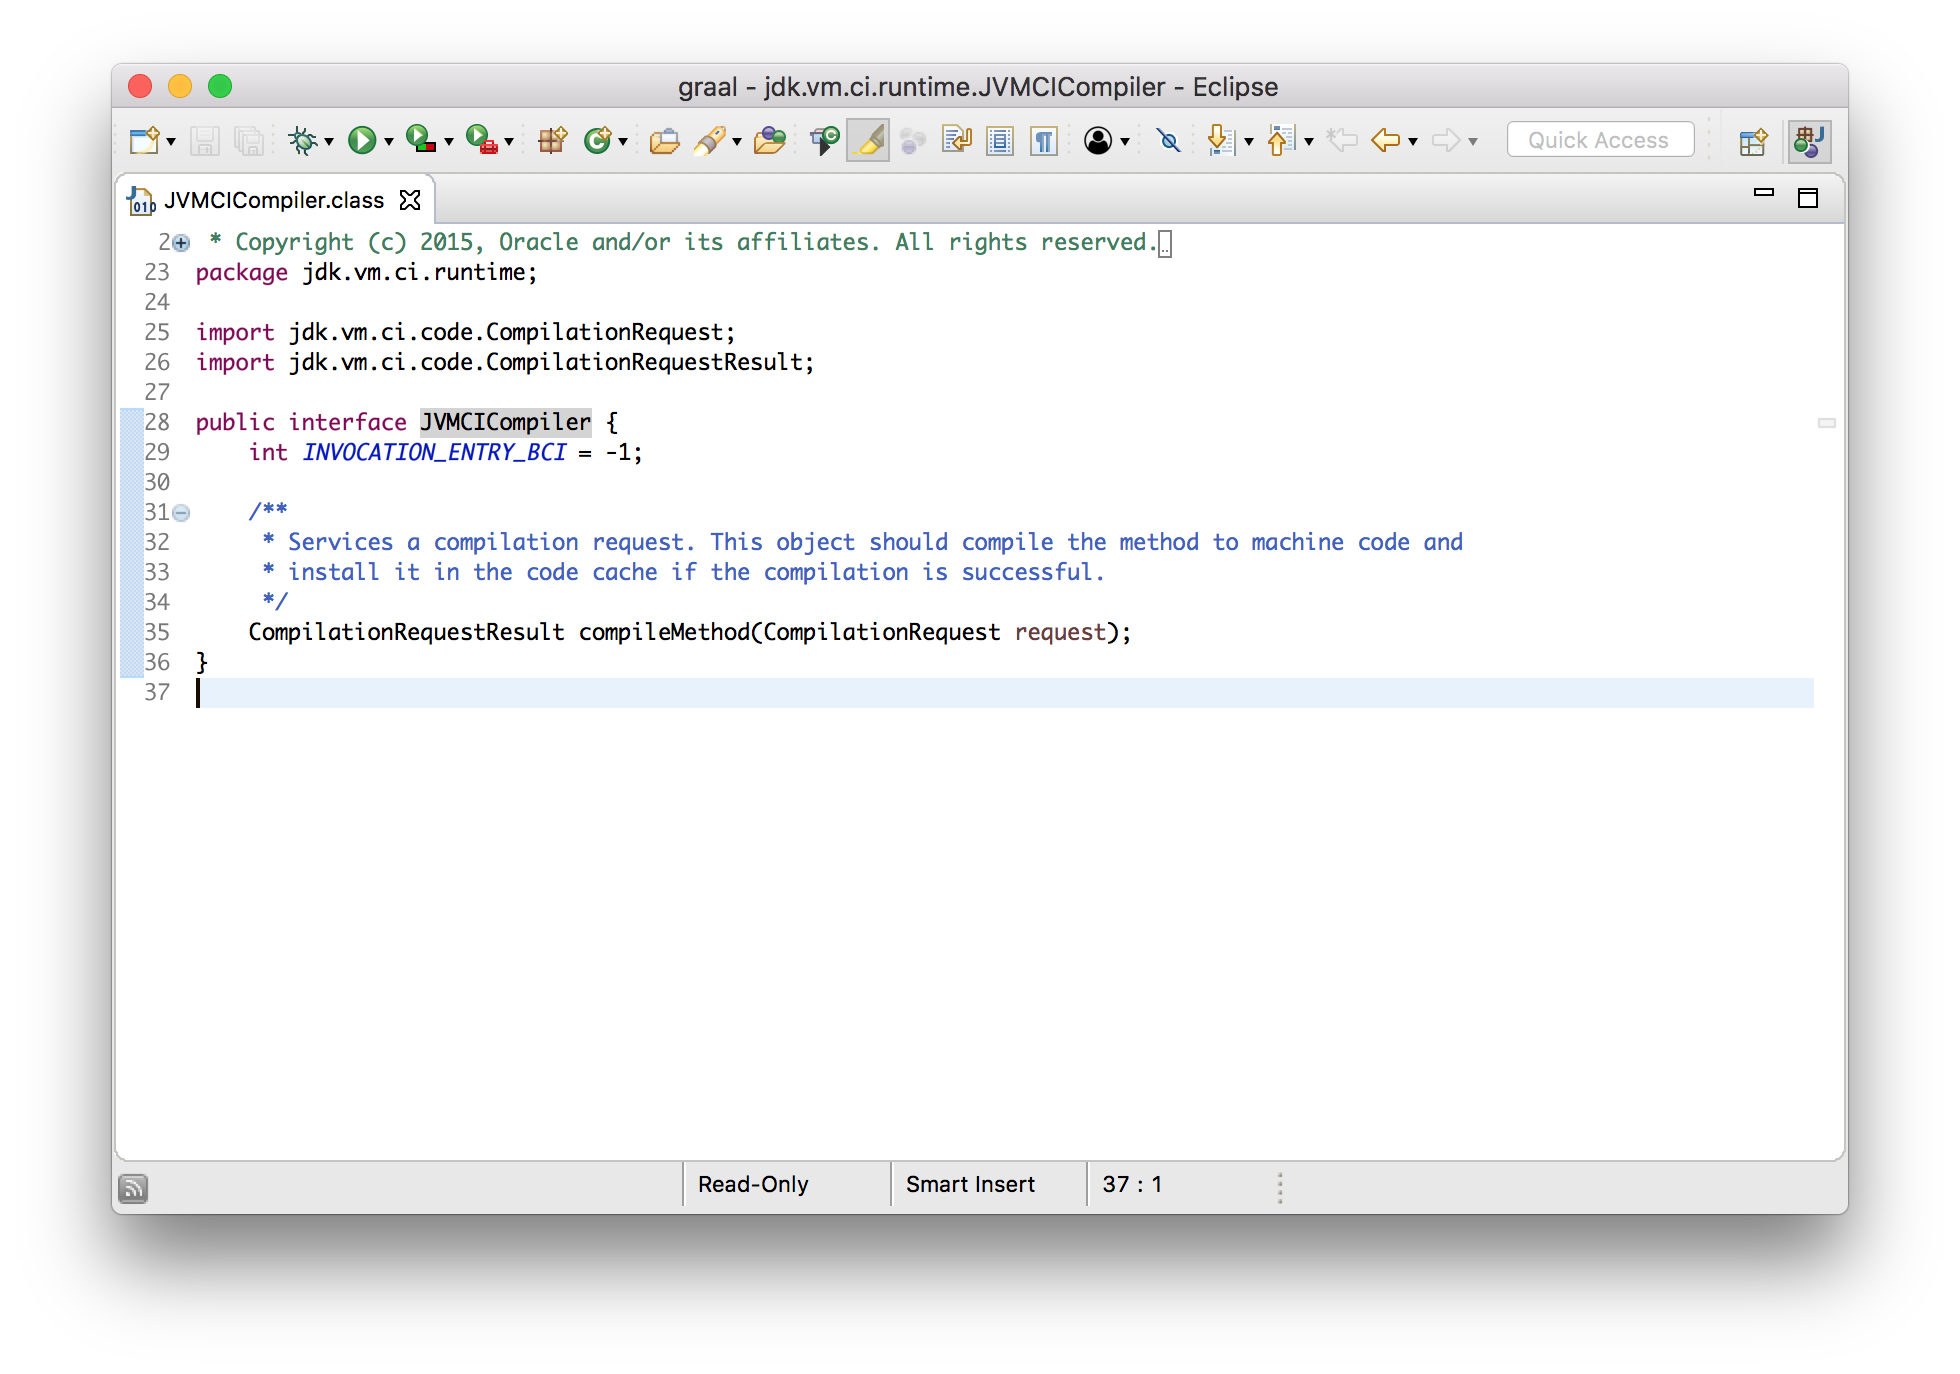 graal - jdk.vm.ci.runtime.JVMCICompiler - Eclipse
Quick Access
JVMCICompiler.class
2 * Copyright (c) 2015, Oracle and/or its affiliates. All rights reserved.
23 package jdk.vm.ci.runtime;
24
25 import jdk.vm.ci.code.CompilationRequest;
26 import jdk.vm.ci.code.CompilationRequestResult;
27
28 public interface JVMCICompiler {
29     int INVOCATION_ENTRY_BCI = -1;
30
31     /**
32      * Services a compilation request. This object should compile the method to machine code and
33      * install it in the code cache if the compilation is successful.
34      */
35     CompilationRequestResult compileMethod(CompilationRequest request);
36 }
37
Read-Only Smart Insert 37 : 1